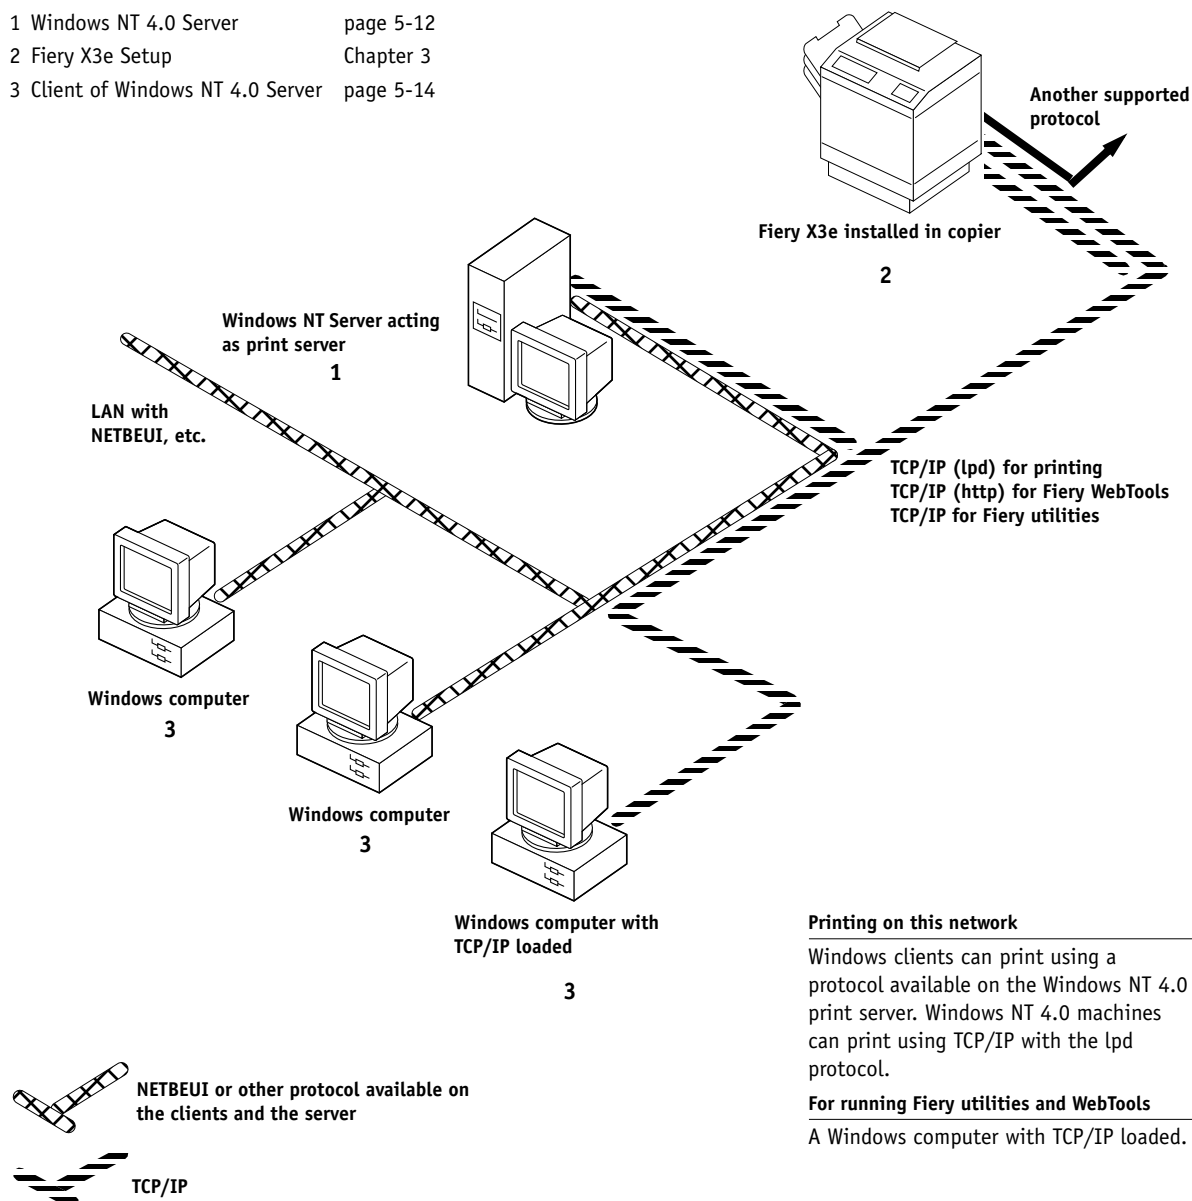 1 Windows NT 4.0 Server page 5-12
2 Fiery X3e Setup Chapter 3
3 Client of Windows NT 4.0 Server page 5-14
Another supported
protocol
Fiery X3e installed in copier
2
Windows NT Server acting
as print server
1
LAN with
NETBEUI, etc.
TCP/IP (lpd) for printing
TCP/IP (http) for Fiery WebTools
TCP/IP for Fiery utilities
Windows computer
3
Windows computer
3
Windows computer with
TCP/IP loaded
3
Printing on this network
Windows clients can print using a
protocol available on the Windows NT 4.0
print server. Windows NT 4.0 machines
can print using TCP/IP with the lpd
protocol.
For running Fiery utilities and WebTools
A Windows computer with TCP/IP loaded.
NETBEUI or other protocol available on
the clients and the server
TCP/IP